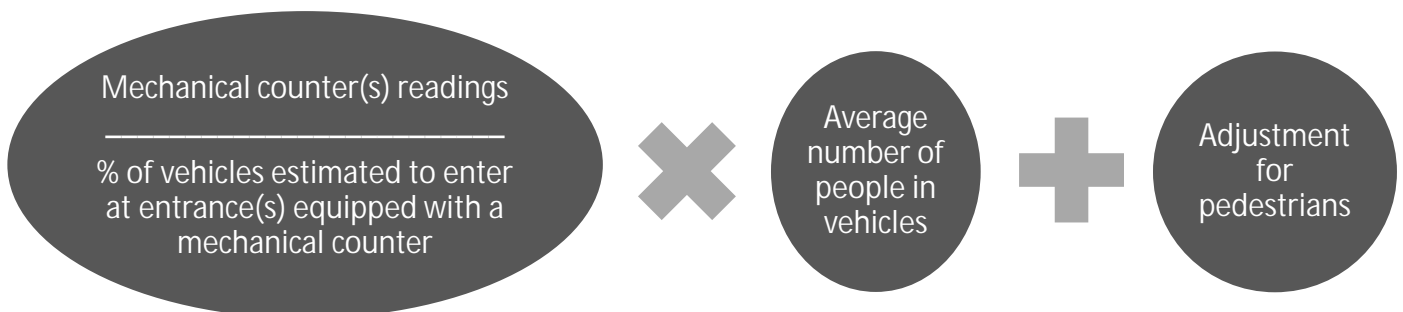 Mechanical counter(s) readings
% of vehicles estimated to enter
at entrance(s) equipped with a
mechanical counter
Average
number of
people in
vehicles
Adjustment
for
pedestrians